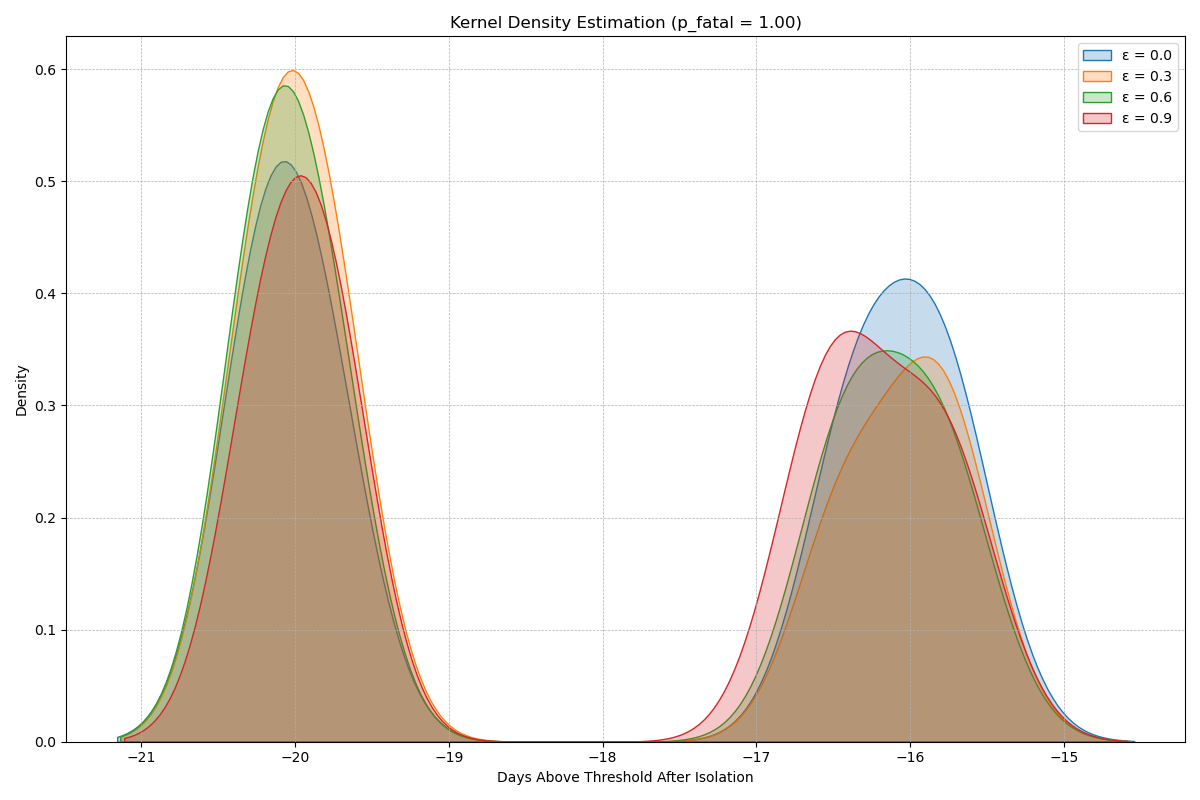 Kernel Density Estimation (p_fatal = 1.00)
ε = 0.0
ε = 0.3
ε = 0.6
ε = 0.9
Density
0.6
0.5
0.4
0.3
0.2
0.1
0.0
−21 −20 −19 −18 −17 −16 −15
Days Above Threshold After Isolation